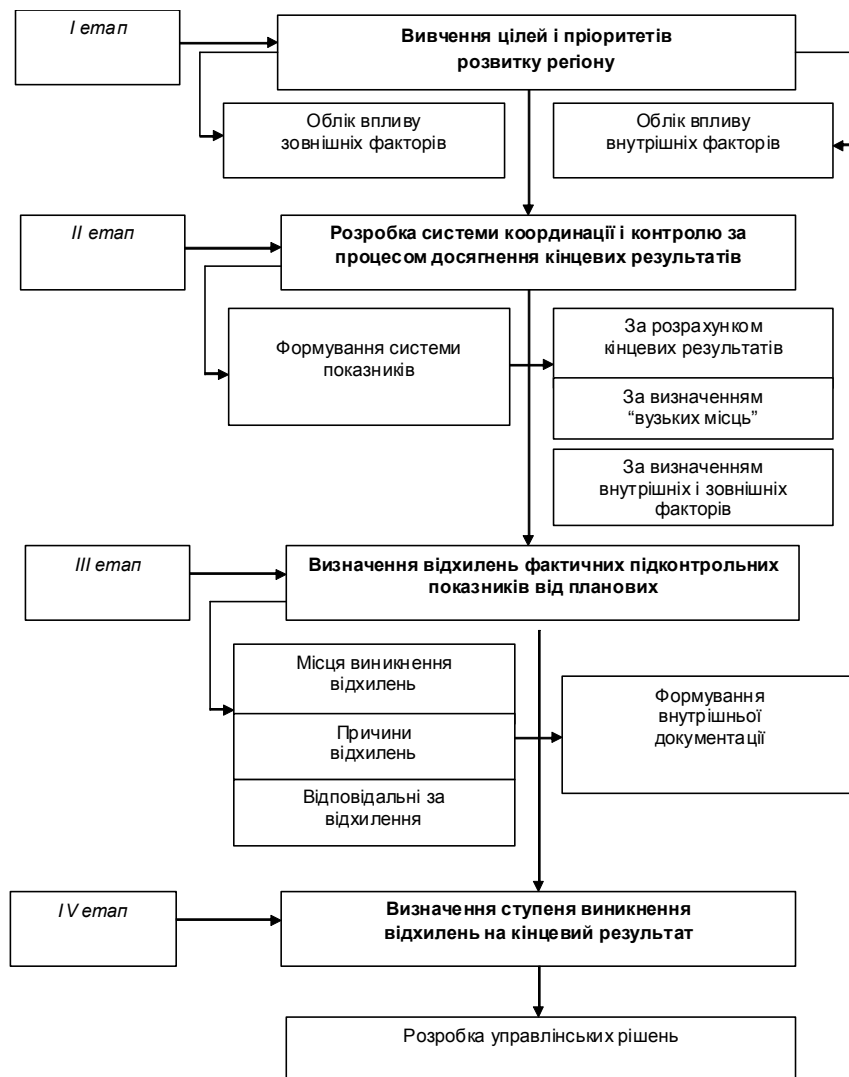 I етап
Вивчення цілей і пріоритетів
розвитку регіону
Облік впливу
зовнішніх факторів
Облік впливу
внутрішніх факторів
II етап
Розробка системи координації і контролю за
процесом досягнення кінцевих результатів
Формування системи
показників
За розрахунком
кінцевих результатів
За визначенням
“вузьких місць”
За визначенням
внутрішніх і зовнішніх
факторів
III етап
Визначення відхилень фактичних підконтрольних
показників від планових
Місця виникнення
відхилень
Причини
відхилень
Відповідальні за
відхилення
Формування
внутрішньої
документації
IV етап
Визначення ступеня виникнення
відхилень на кінцевий результат
Розробка управлінських рішень